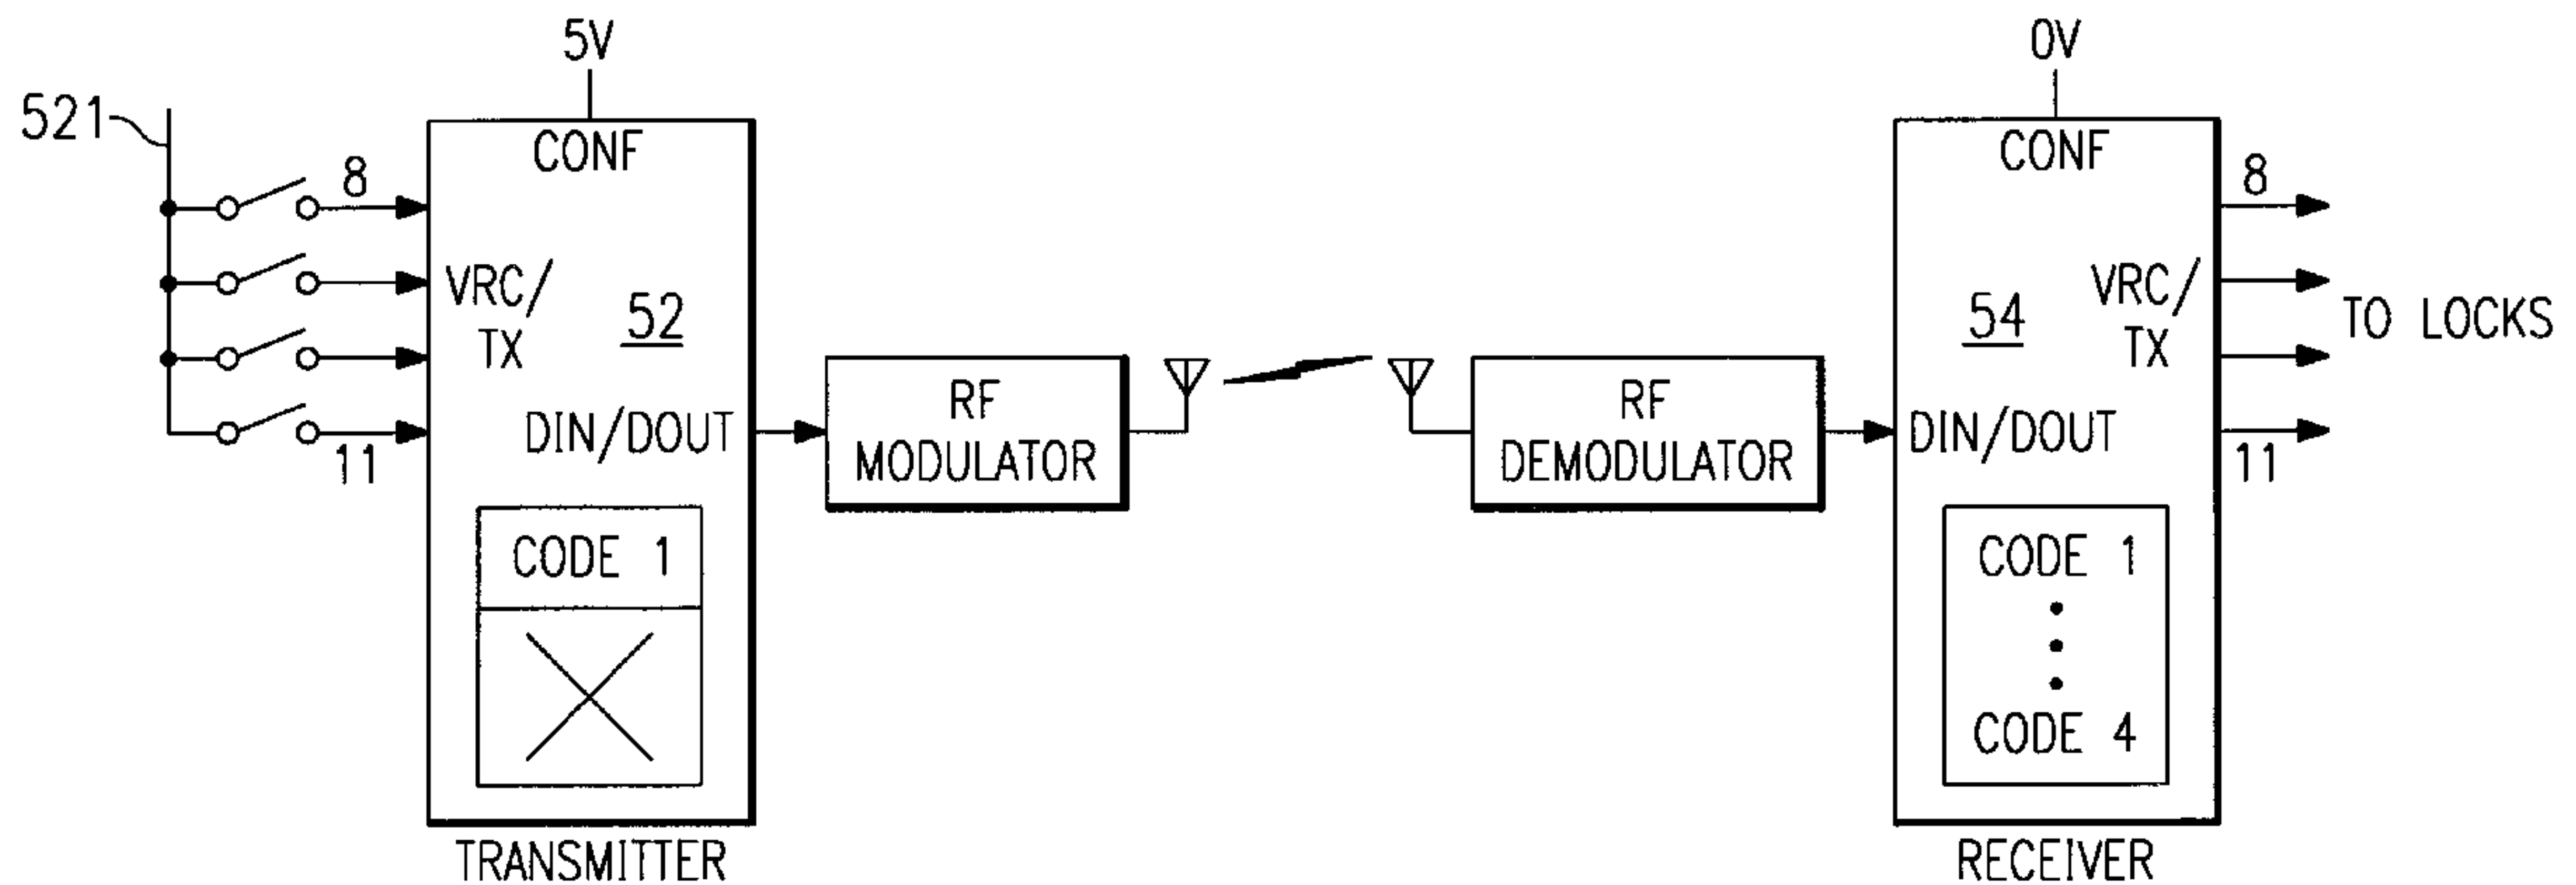 5V
0V
521
CONF
CONF
8
8
VRC/
TX
52
VRC/
TX
54
TO LOCKS
RF
MODULATOR
RF
DEMODULATOR
DIN/DOUT
DIN/DOUT
11
11
CODE 1
CODE 1
CODE 4
TRANSMITTER
RECEIVER